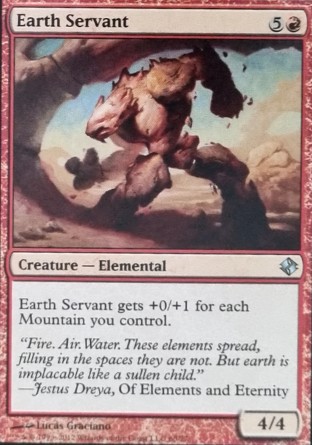 Earth Servant 5
Creature — Elemental
Earth Servant gets +0/+1 for each
Mountain you control.
“Fire. Air. Water. These elements spread,
filling in the spaces they are not. But earth is
implacable like a sullen child.”
—Jestus Dreya, Of Elements and Eternity
Lucas Graciano
4/4